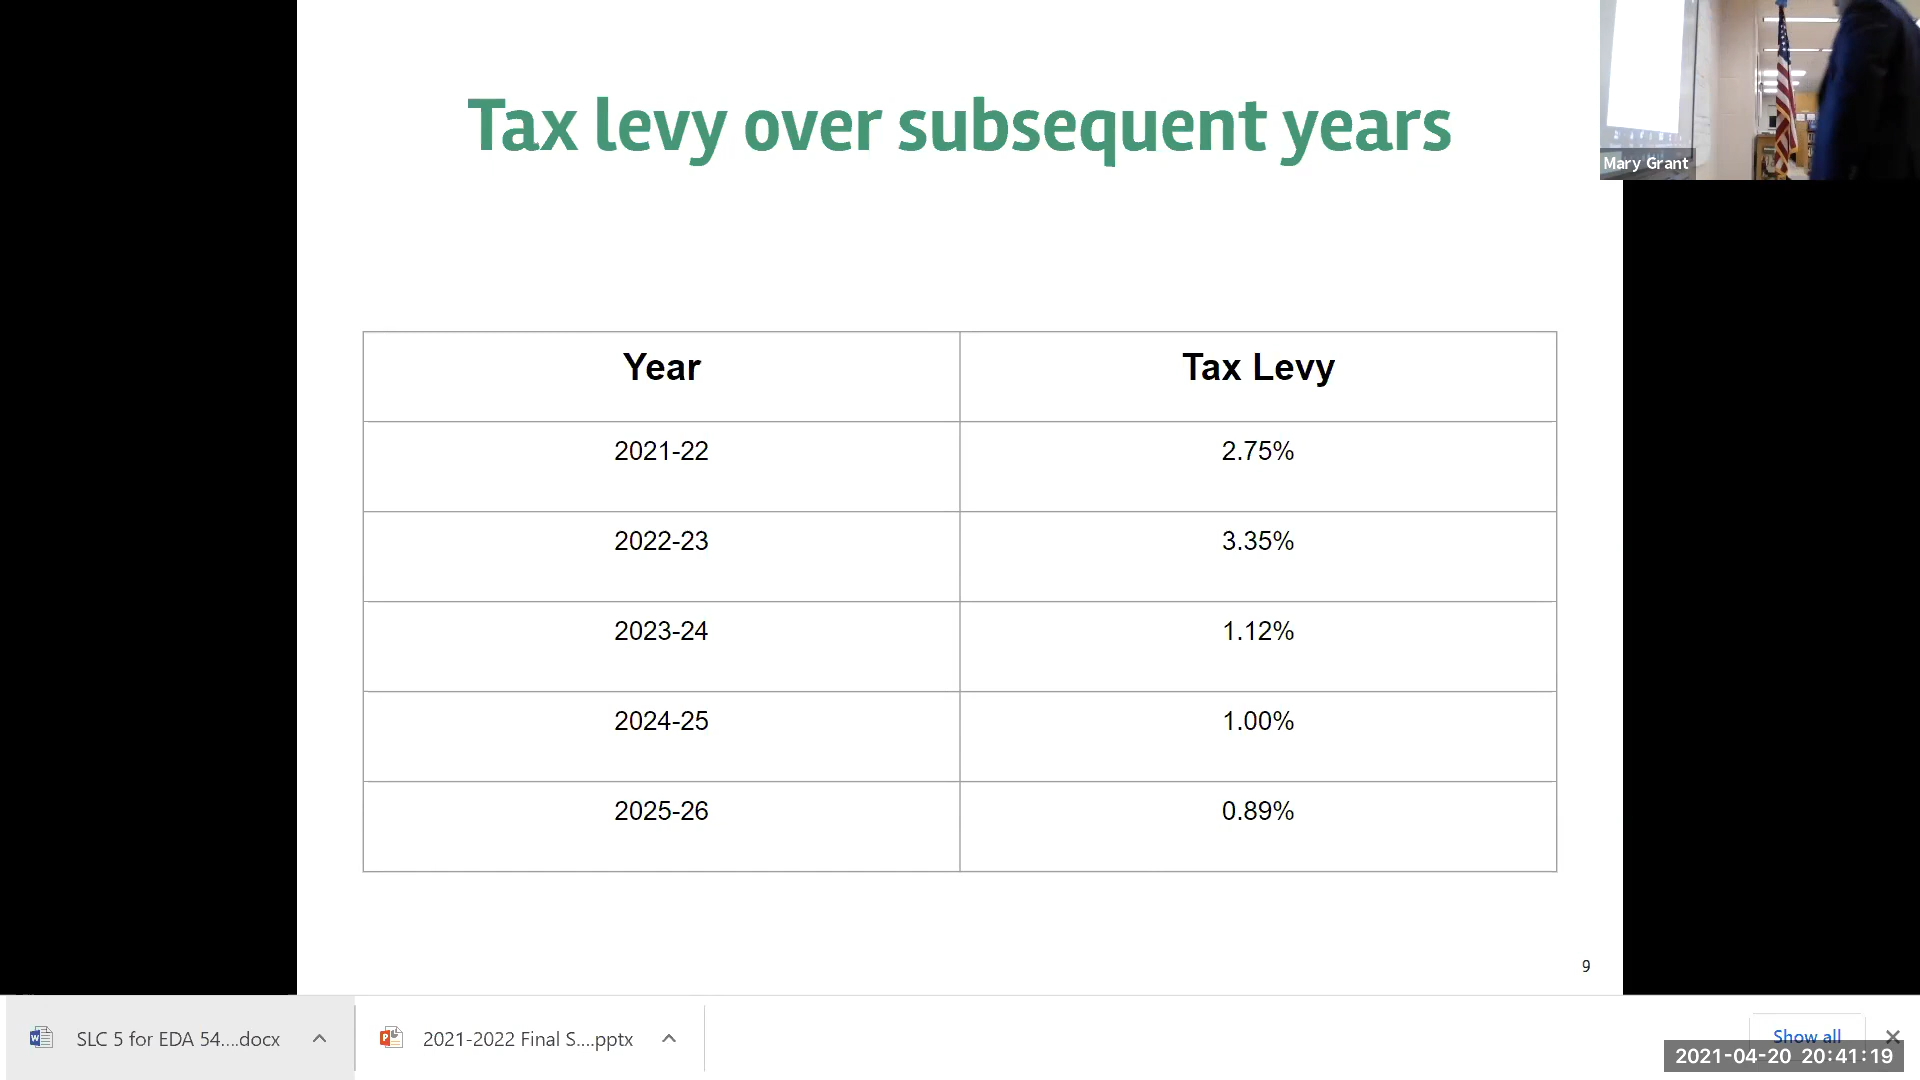 Tax levy over subsequent years
Mary Grant
Year Tax Levy
2021-22 2.75%
2022-23 3.35%
2023-24 1.12%
2024-25 1.00%
2025-26 0.89%
9
SLC 5 for EDA 54....docx
2021-2022 Final S....pptx
Show all
2021-04-20 20:41:19